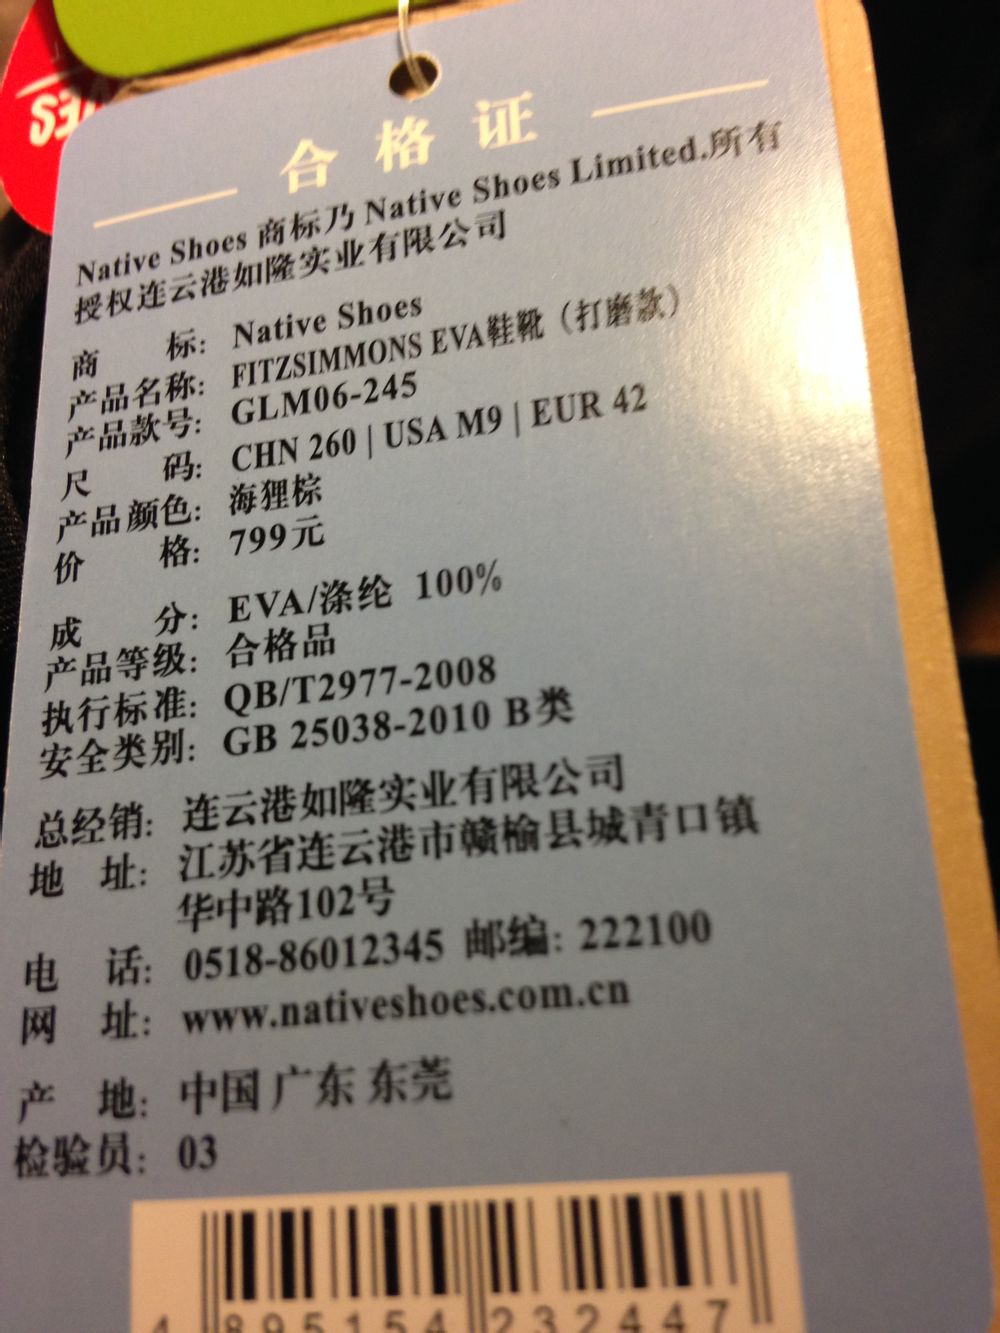 合格证
Native Shoes 商标乃 Native Shoes Limited.所有
授权连云港如隆实业有限公司
商标: Native Shoes
产品名称: FITZSIMMONS EVA鞋靴（打磨款）
产品款号: GLM06-245
尺码: CHN 260 | USA M9 | EUR 42
产品颜色: 海狸棕
价格: 799元
成分: EVA/涤纶 100%
产品等级: 合格品
执行标准: QB/T2977-2008
安全类别: GB 25038-2010 B类
总经销: 连云港如隆实业有限公司
地址: 江苏省连云港市赣榆县城青口镇
华中路102号
电话: 0518-86012345 邮编: 222100
网址: www.nativeshoes.com.cn
产地: 中国 广东 东莞
检验员: 03
4 895154 232447